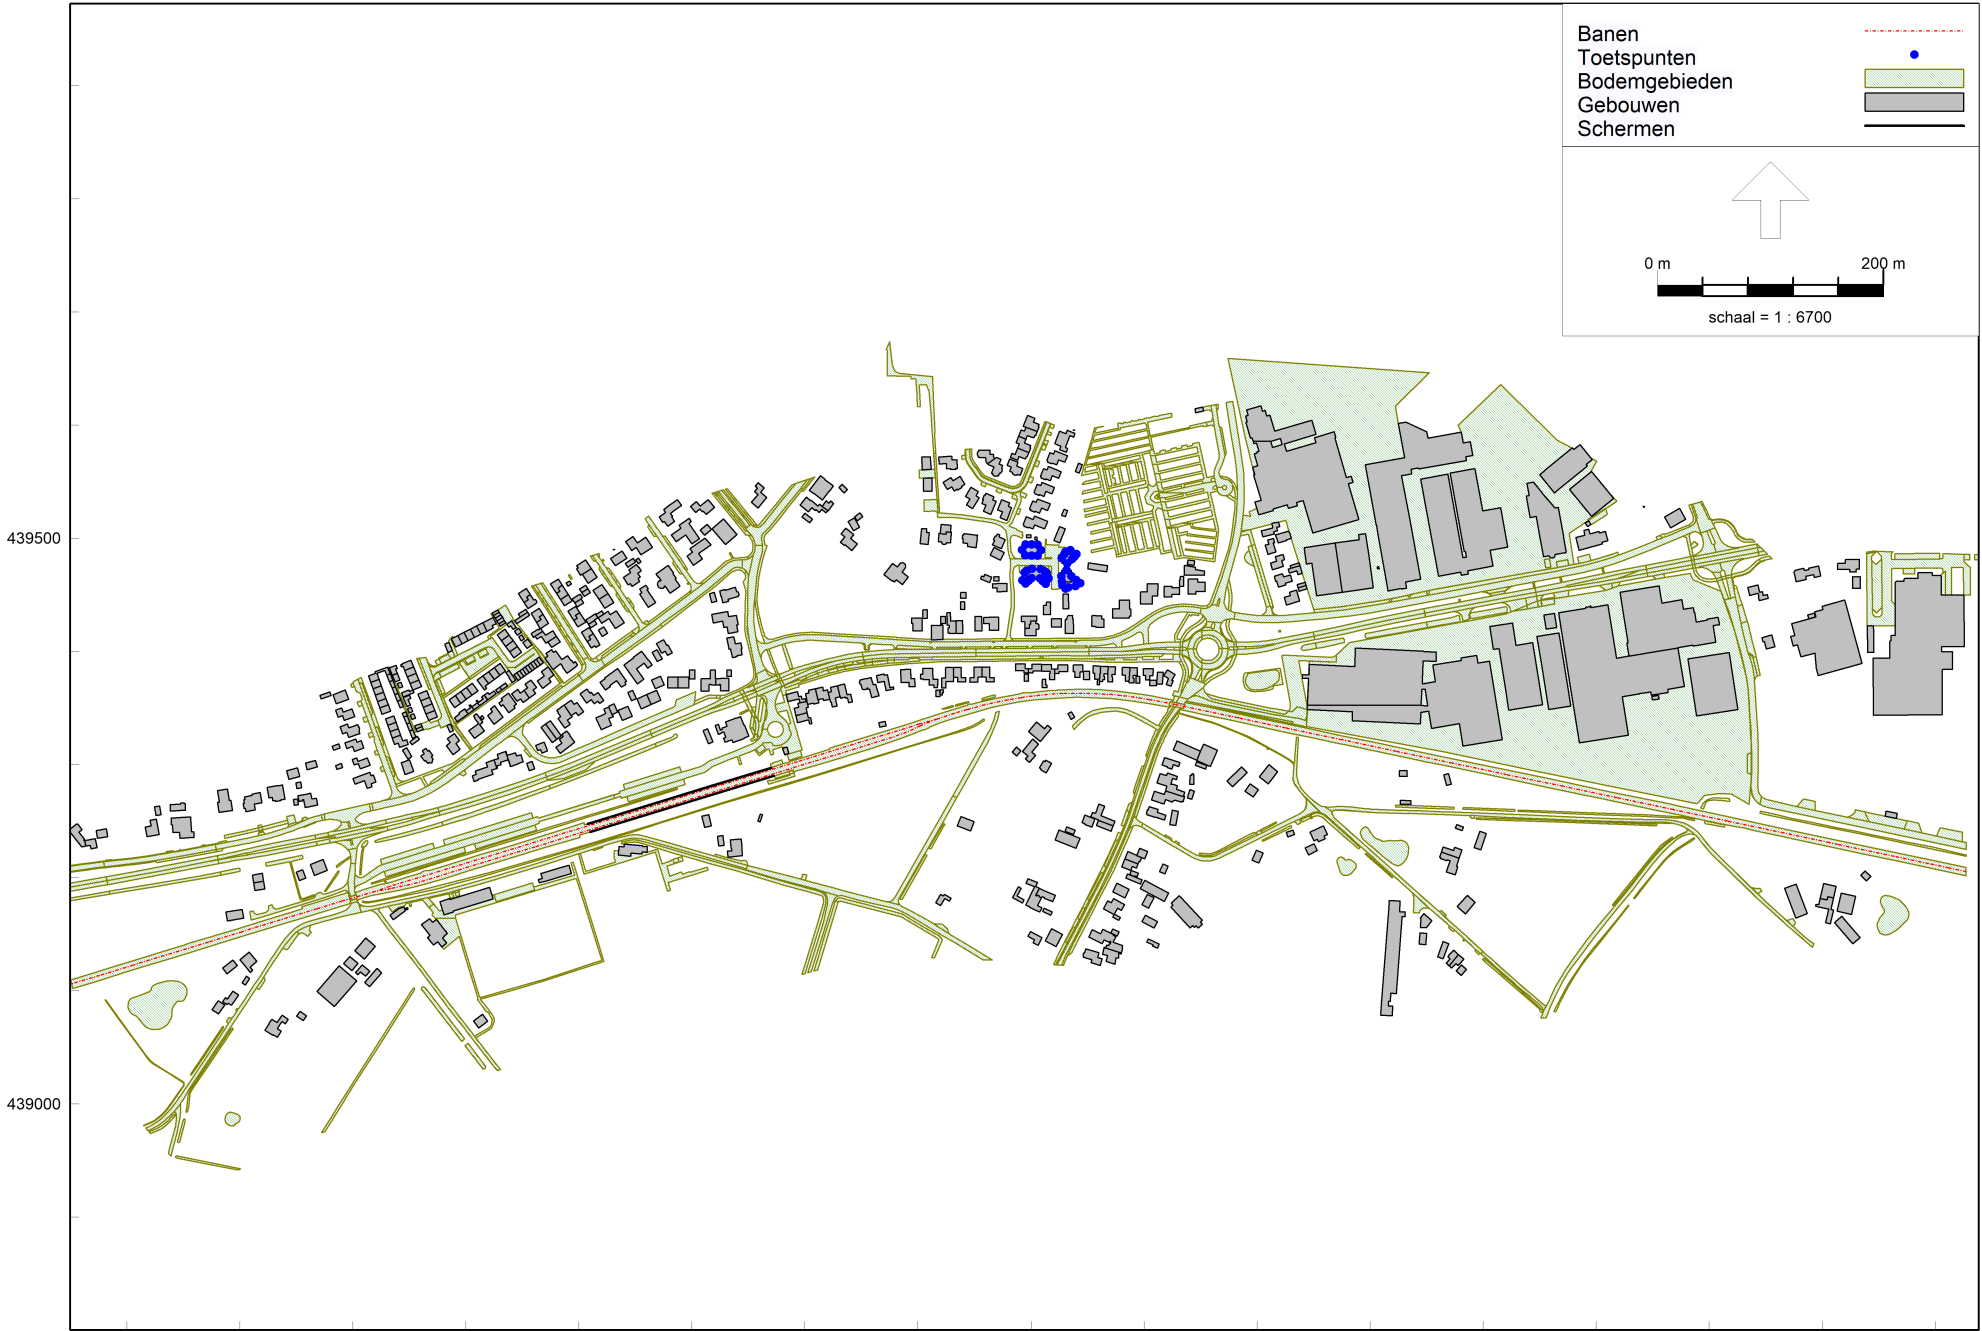 Banen
Toetspunten
Bodemgebieden
Gebouwen
Schermen
0 m 200 m
schaal = 1 : 6700
439500
439000